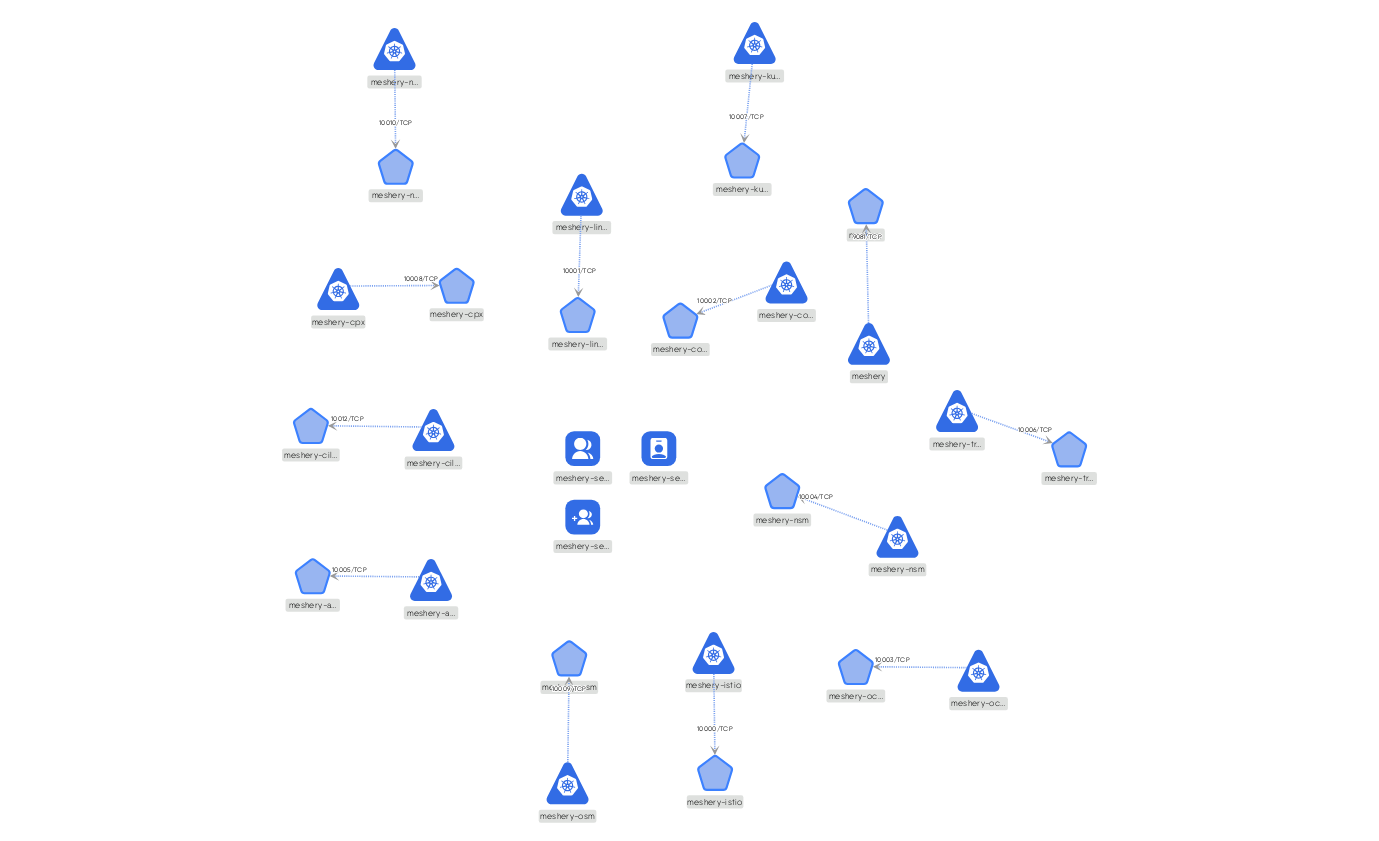 meshery-ku...
meshery-n...
10007/TCP
10010/TCP
meshery-ku...
meshery-n...
meshery-lin...
9081/TCP
10001/TCP
10008/TCP
10002/TCP
meshery-cpx
meshery-co...
meshery-cpx
meshery-lin...
meshery-co...
meshery
10012/TCP
10006/TCP
meshery-tr...
meshery-cil...
meshery-cil...
meshery-se...
meshery-se...
meshery-tr...
10004/TCP
meshery-nsm
meshery-se...
10005/TCP
meshery-nsm
meshery-a...
meshery-a...
10003/TCP
10009/TCP
meshery-istio
meshery-oc...
meshery-oc...
10000/TCP
meshery-istio
meshery-osm